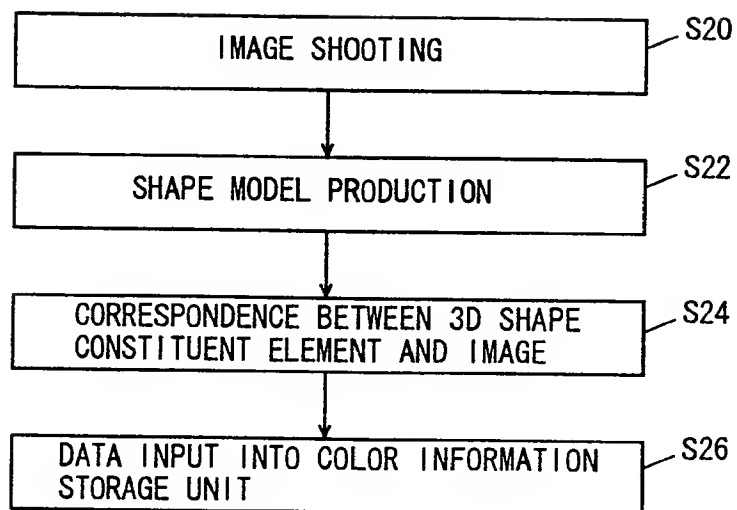 IMAGE SHOOTING
S20
SHAPE MODEL PRODUCTION
S22
CORRESPONDENCE BETWEEN 3D SHAPE
CONSTITUENT ELEMENT AND IMAGE
S24
DATA INPUT INTO COLOR INFORMATION
STORAGE UNIT
S26